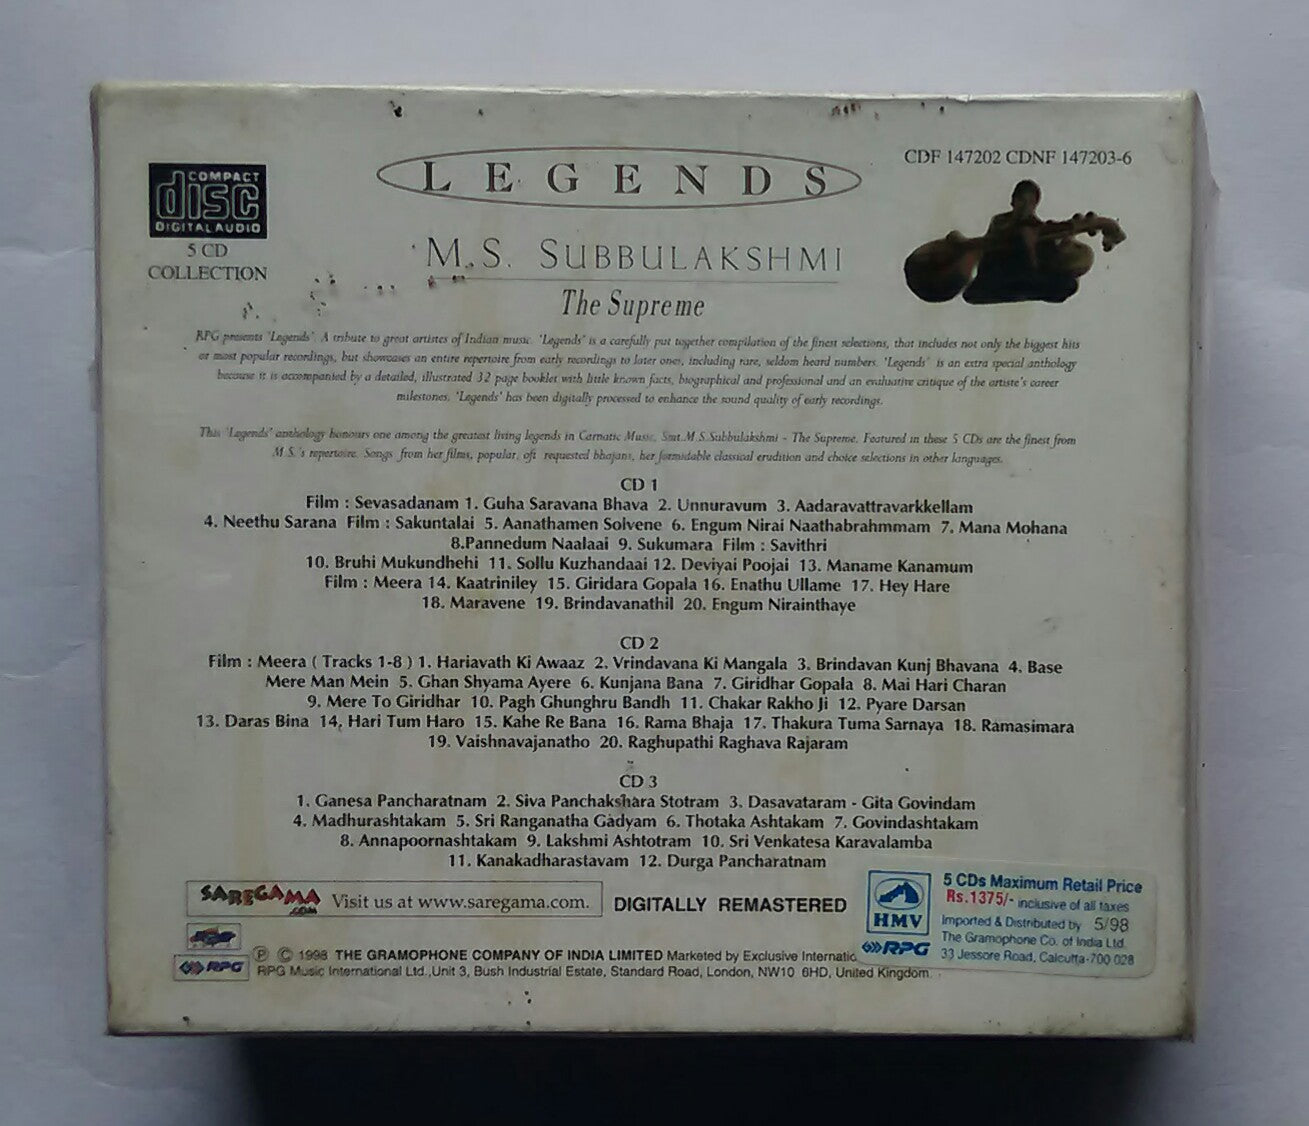 COMPACT
disc
DIGITAL AUDIO
5 CD
COLLECTION
LEGENDS
CDF 147202 CDNF 147203-6
M.S. SUBBULAKSHMI
The Supreme
RPG presents 'Legends'. A tribute to great artistes of Indian music. 'Legends' is a carefully put together compilation of the finest selections, that includes not only the biggest hits
or most popular recordings, but showcases an entire repertoire from early recordings to later ones, including rare, seldom heard numbers. 'Legends' is an extra special anthology
because it is accompanied by a detailed, illustrated 32 page booklet with little known facts, biographical and professional and an evaluative critique of the artiste's career
milestones. 'Legends' has been digitally processed to enhance the sound quality of early recordings.
This 'Legends' anthology honours one among the greatest living legends in Carnatic Music, Smt.M.S.Subbulakshmi - The Supreme. Featured in these 5 CDs are the finest from
M.S.'s repertoire. Songs from her films, popular, oft requested bhajans, her formidable classical erudition and choice selections in other languages.
CD 1
Film : Sevasadanam 1. Guha Saravana Bhava 2. Unnuravum 3. Aadaravattravarkkellam
4. Neethu Sarana Film : Sakuntalai 5. Aanathamen Solvene 6. Engum Nirai Naathabrahmmam 7. Mana Mohana
8.Pannedum Naalaai 9. Sukumara Film : Savithri
10. Bruhi Mukundhehi 11. Sollu Kuzhandaai 12. Deviyai Poojai 13. Maname Kanamum
Film : Meera 14. Kaatriniley 15. Giridara Gopala 16. Enathu Ullame 17. Hey Hare
18. Maravene 19. Brindavanathil 20. Engum Nirainthaye
CD 2
Film : Meera ( Tracks 1-8 ) 1. Hariavath Ki Awaaz 2. Vrindavana Ki Mangala 3. Brindavan Kunj Bhavana 4. Base
Mere Man Mein 5. Ghan Shyama Ayere 6. Kunjana Bana 7. Giridhar Gopala 8. Mai Hari Charan
9. Mere To Giridhar 10. Pagh Ghunghru Bandh 11. Chakar Rakho Ji 12. Pyare Darsan
13. Daras Bina 14. Hari Tum Haro 15. Kahe Re Bana 16. Rama Bhaja 17. Thakura Tuma Sarnaya 18. Ramasimara
19. Vaishnavajanatho 20. Raghupathi Raghava Rajaram
CD 3
1. Ganesa Pancharatnam 2. Siva Panchakshara Stotram 3. Dasavataram - Gita Govindam
4. Madhurashtakam 5. Sri Ranganatha Gadyam 6. Thotaka Ashtakam 7. Govindashtakam
8. Annapoornashtakam 9. Lakshmi Ashtotram 10. Sri Venkatesa Karavalamba
11. Kanakadharastavam 12. Durga Pancharatnam
SAREGAMA.COM Visit us at www.saregama.com.
DIGITALLY REMASTERED
HMV
RPG
5 CDs Maximum Retail Price
Rs.1375/- inclusive of all taxes
Imported & Distributed by 5/98
The Gramophone Co. of India Ltd.
33 Jessore Road, Calcutta-700 028
RPG
℗ © 1998 THE GRAMOPHONE COMPANY OF INDIA LIMITED Marketed by Exclusive Internatio
RPG Music International Ltd.,Unit 3, Bush Industrial Estate, Standard Road, London, NW10 6HD, United Kingdom.